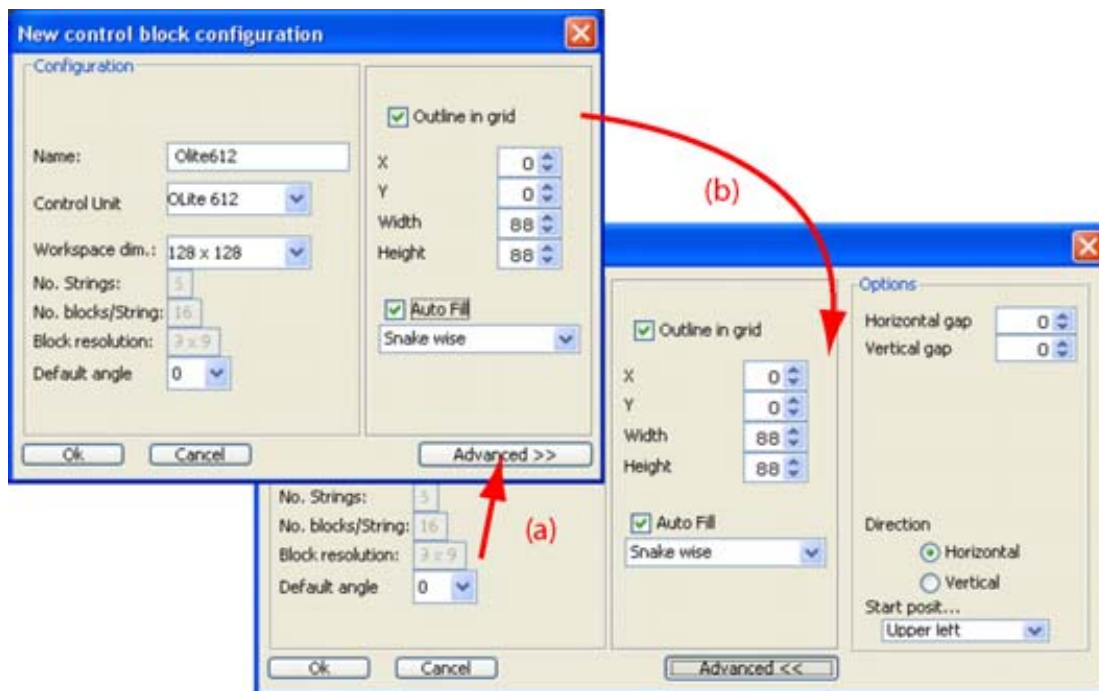 New control block configuration
Configuration
Name: Olite612
Control Unit OLite 612
Workspace dim.: 128 x 128
No. Strings: 5
No. blocks/String: 16
Block resolution: 3 x 9
Default angle 0
Outline in grid
X 0
Y 0
Width 88
Height 88
Auto Fill
Snake wise
Ok Cancel Advanced >>
(b)
(a)
No. Strings: 5
No. blocks/String: 16
Block resolution: 3 x 9
Default angle 0
Outline in grid
X 0
Y 0
Width 88
Height 88
Auto Fill
Snake wise
Options
Horizontal gap 0
Vertical gap 0
Direction
Horizontal
Vertical
Start posit...
Upper left
Ok Cancel Advanced <<